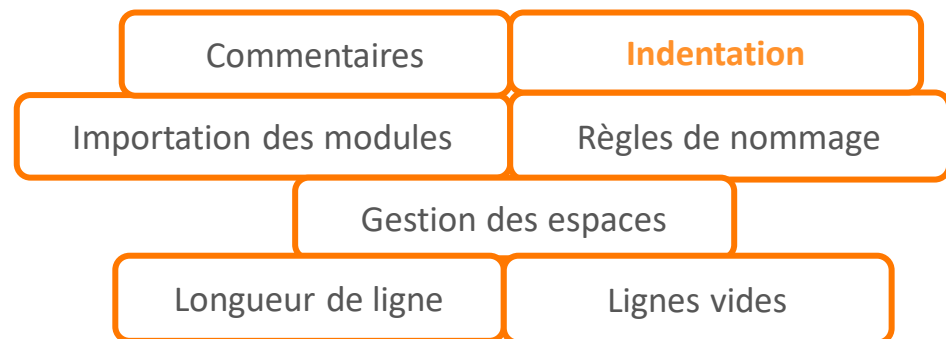 Commentaires
Indentation
Importation des modules
Règles de nommage
Gestion des espaces
Longueur de ligne
Lignes vides